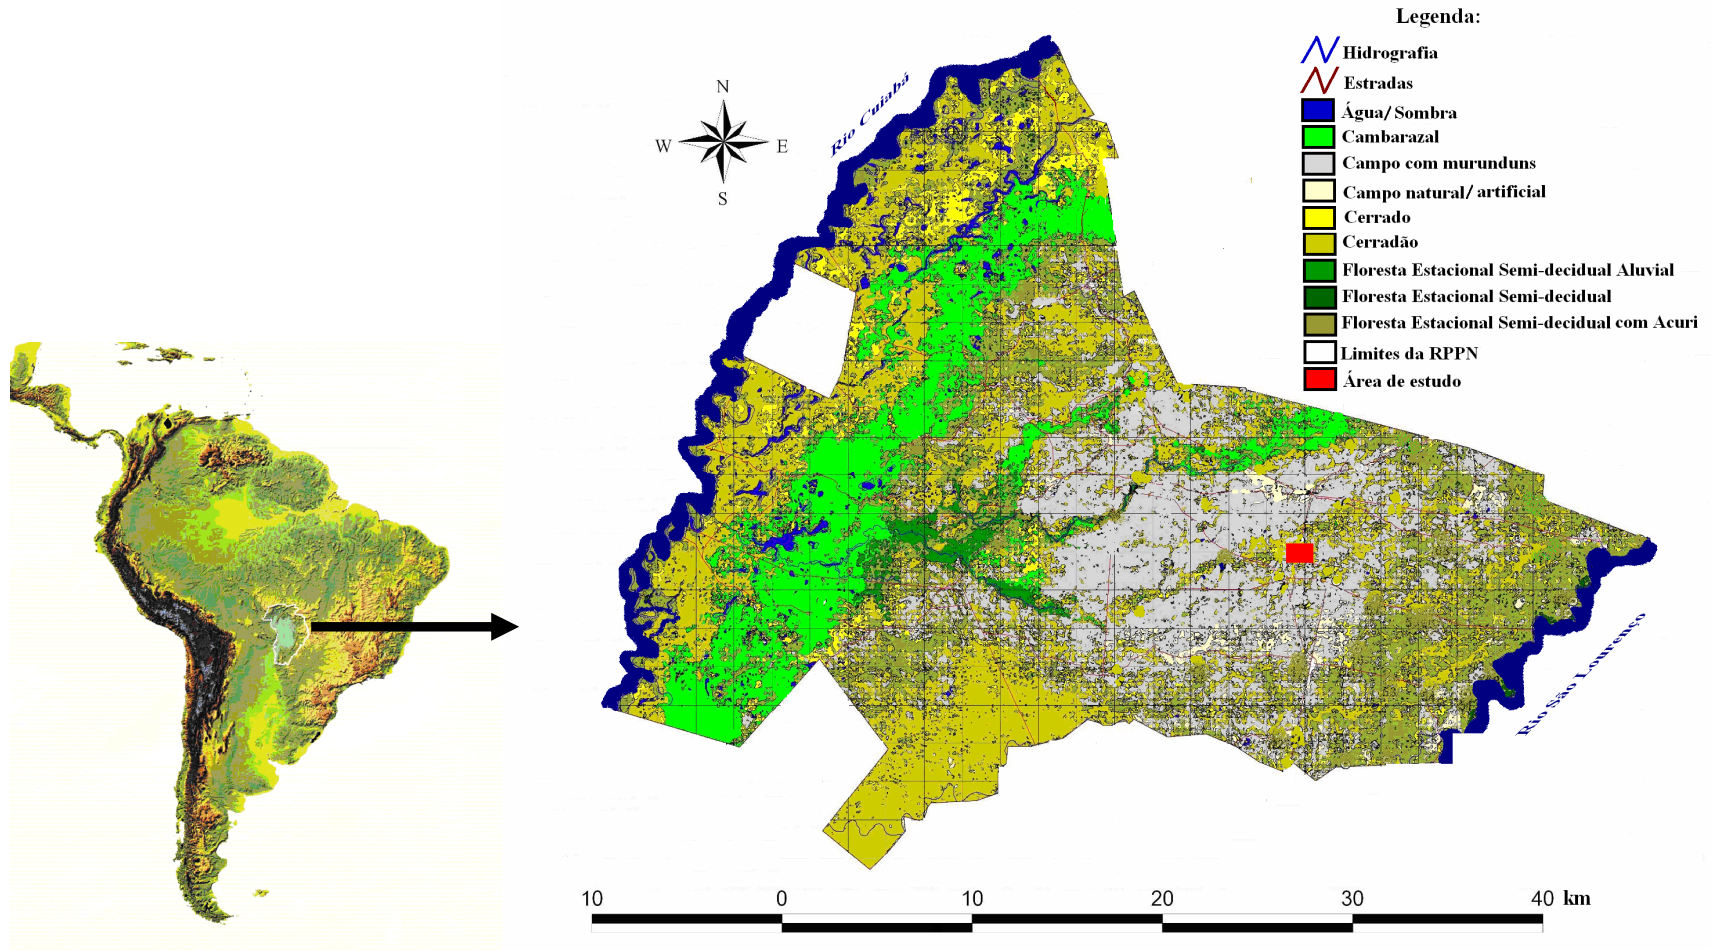 Legenda:
Hidrografia
Estradas
Água/ Sombra
Cambarazal
Campo com murunduns
Campo natural/ artificial
Cerrado
Cerradão
Floresta Estacional Semi-decidual Aluvial
Floresta Estacional Semi-decidual
Floresta Estacional Semi-decidual com Acuri
Limites da RPPN
Área de estudo
Rio Cuiabá
N
W E
S
Rio São Lourenço
10 0 10 20 30 40 km